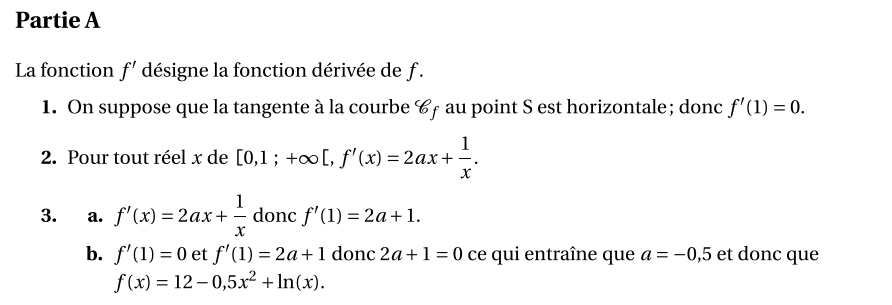 Partie A
La fonction f′ désigne la fonction dérivée de f.
1. On suppose que la tangente à la courbe 𝒞f au point S est horizontale; donc f′(1) = 0.
2. Pour tout réel x de [0,1 ; +∞[, f′(x) = 2ax + 1/x.
3. a. f′(x) = 2ax + 1/x donc f′(1) = 2a + 1.
b. f′(1) = 0 et f′(1) = 2a + 1 donc 2a + 1 = 0 ce qui entraîne que a = −0,5 et donc que
f(x) = 12 − 0,5x² + ln(x).